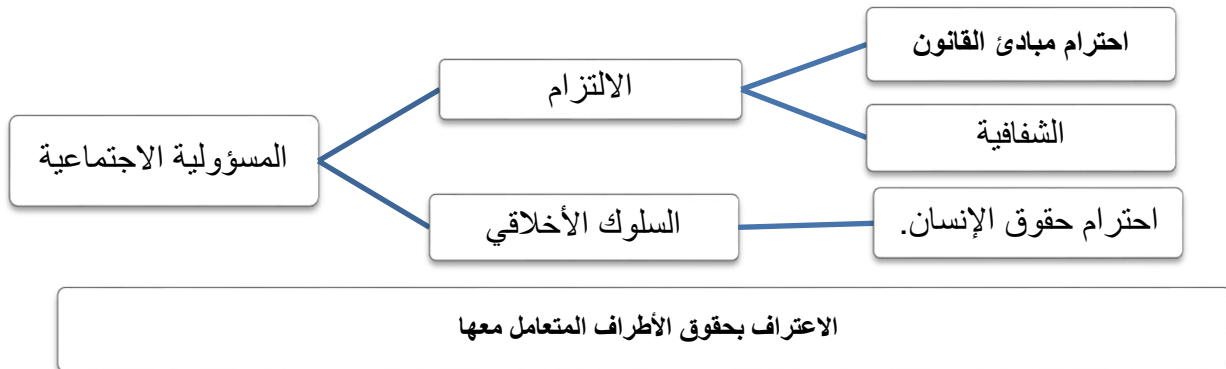 احترام مبادئ القانون
الالتزام
الشفافية
المسؤولية الاجتماعية
السلوك الأخلاقي
احترام حقوق الإنسان.
الاعتراف بحقوق الأطراف المتعامل معها